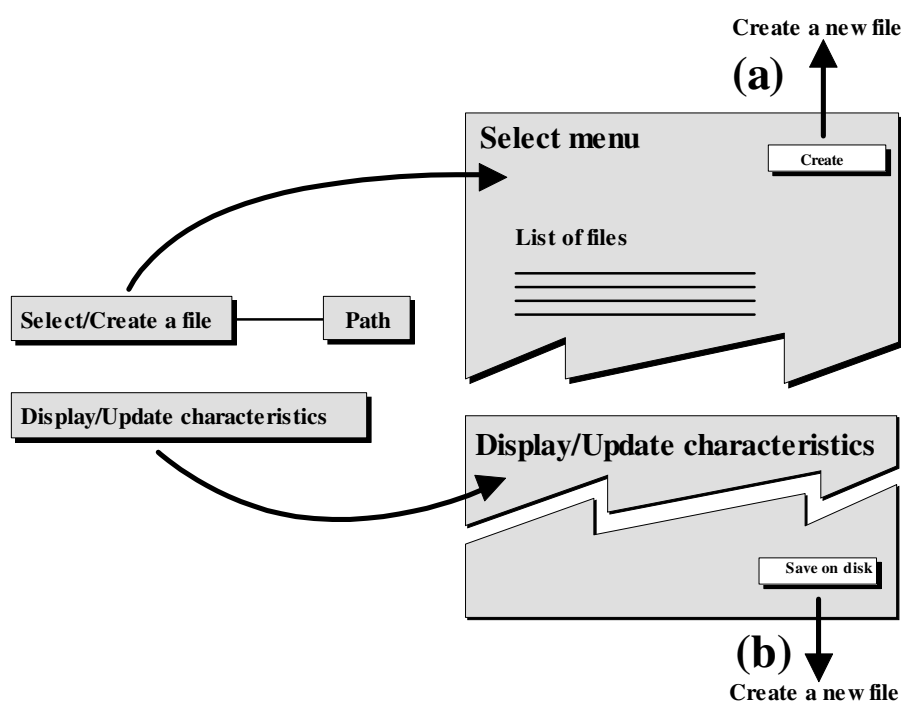 Create a new file
(a)
Select menu
Create
List of files
Select/Create a file
Path
Display/Update characteristics
Display/Update characteristics
Save on disk
(b)
Create a new file